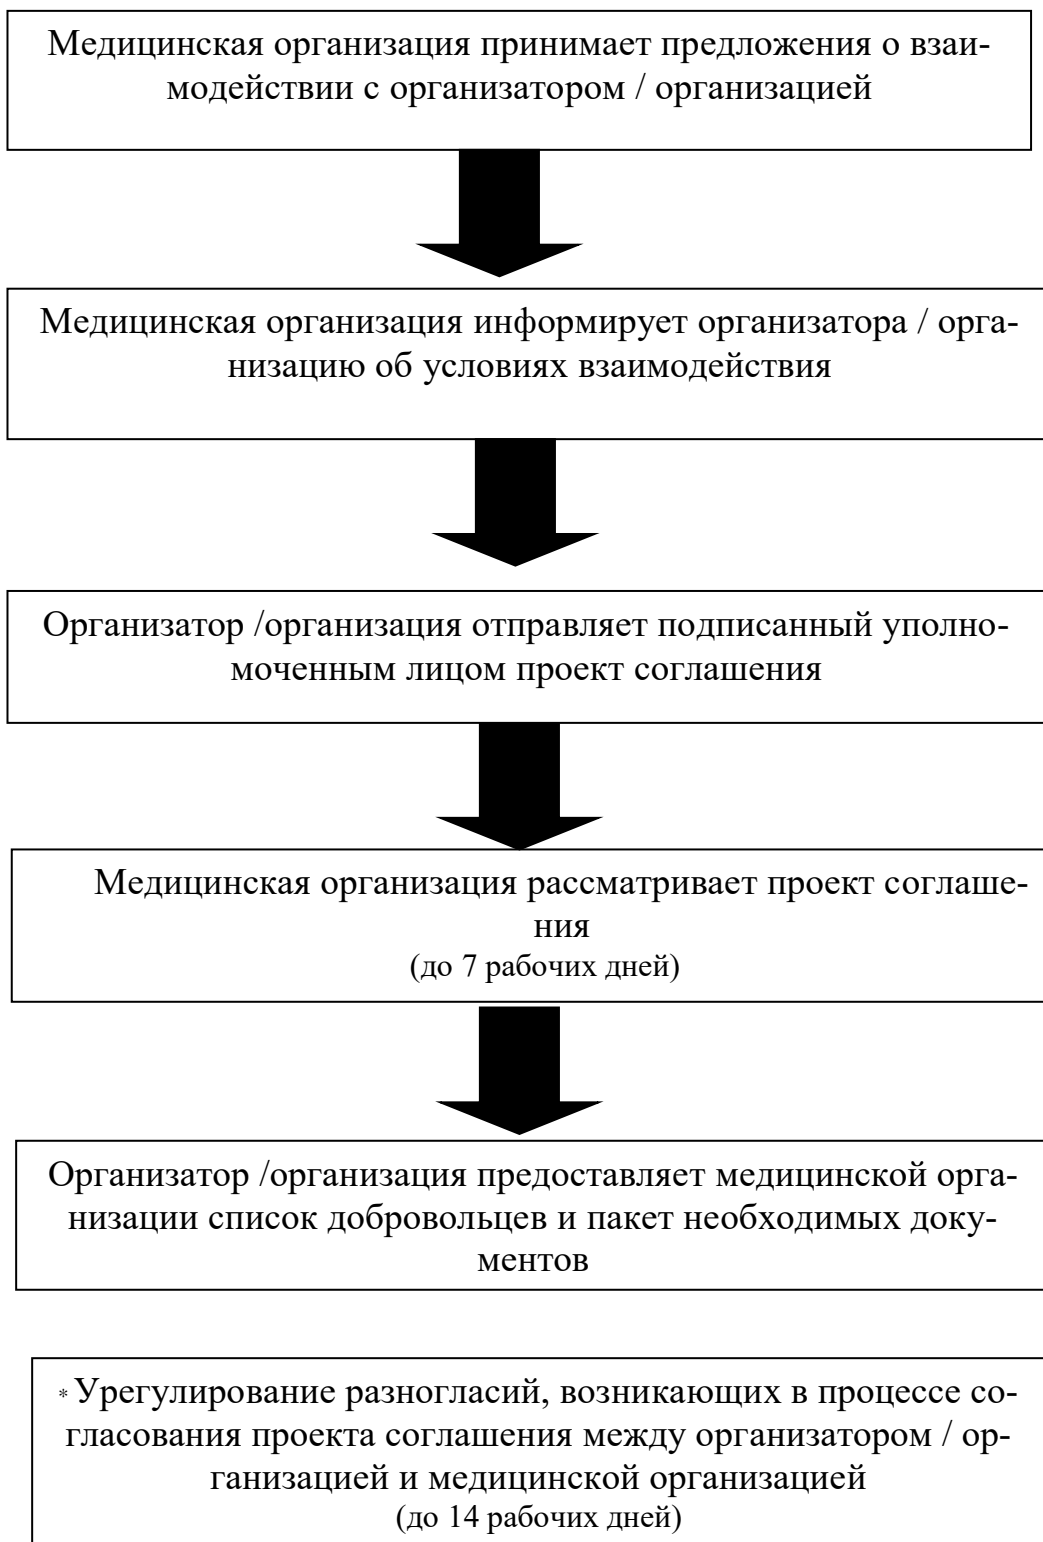 Медицинская организация принимает предложения о взаи-
модействии с организатором / организацией
Медицинская организация информирует организатора / орга-
низацию об условиях взаимодействия
Организатор /организация отправляет подписанный уполно-
моченным лицом проект соглашения
Медицинская организация рассматривает проект соглаше-
ния
(до 7 рабочих дней)
Организатор /организация предоставляет медицинской орга-
низации список добровольцев и пакет необходимых доку-
ментов
* Урегулирование разногласий, возникающих в процессе со-
гласования проекта соглашения между организатором / ор-
ганизацией и медицинской организацией
(до 14 рабочих дней)